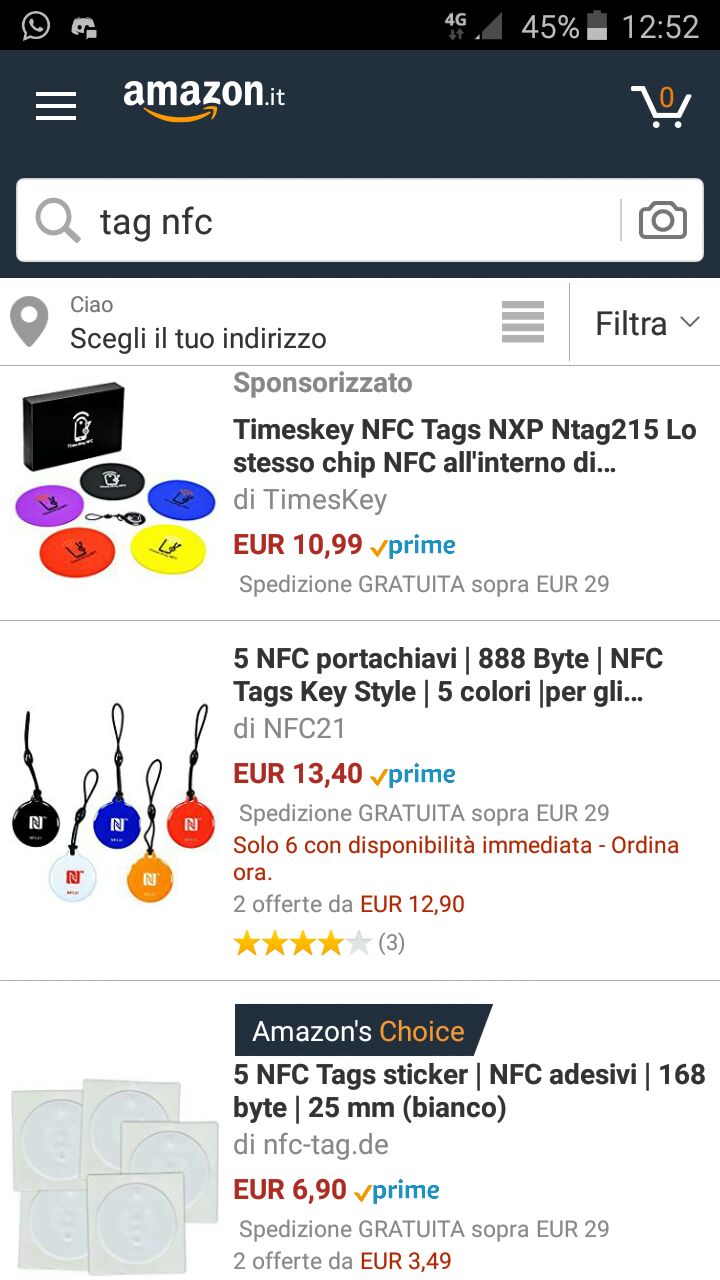 4G 45% 12:52
amazon.it
0
tag nfc
Ciao
Scegli il tuo indirizzo
Filtra
Sponsorizzato
Timeskey NFC Tags NXP Ntag215 Lo
stesso chip NFC all'interno di…
di TimesKey
EUR 10,99 prime
Spedizione GRATUITA sopra EUR 29
5 NFC portachiavi | 888 Byte | NFC
Tags Key Style | 5 colori |per gli…
di NFC21
EUR 13,40 prime
Spedizione GRATUITA sopra EUR 29
Solo 6 con disponibilità immediata - Ordina
ora.
2 offerte da EUR 12,90
(3)
Amazon's Choice
5 NFC Tags sticker | NFC adesivi | 168
byte | 25 mm (bianco)
di nfc-tag.de
EUR 6,90 prime
Spedizione GRATUITA sopra EUR 29
2 offerte da EUR 3,49